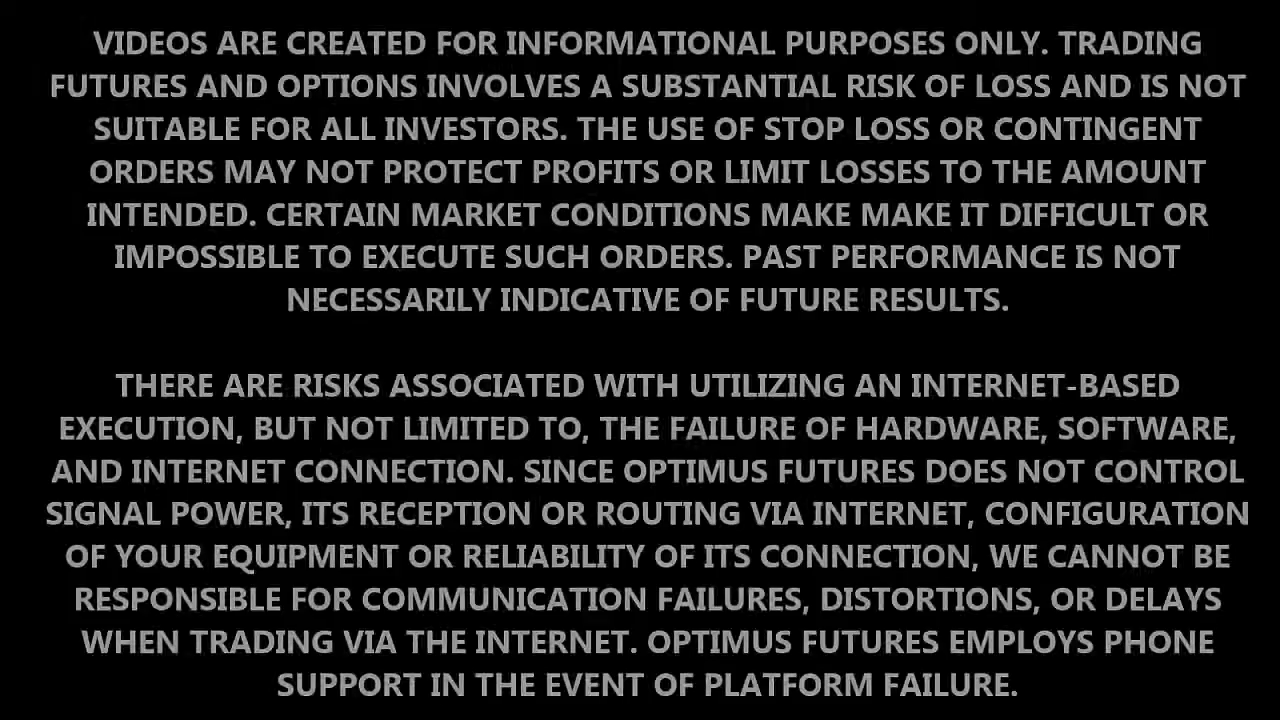 VIDEOS ARE CREATED FOR INFORMATIONAL PURPOSES ONLY. TRADING
FUTURES AND OPTIONS INVOLVES A SUBSTANTIAL RISK OF LOSS AND IS NOT
SUITABLE FOR ALL INVESTORS. THE USE OF STOP LOSS OR CONTINGENT
ORDERS MAY NOT PROTECT PROFITS OR LIMIT LOSSES TO THE AMOUNT
INTENDED. CERTAIN MARKET CONDITIONS MAKE MAKE IT DIFFICULT OR
IMPOSSIBLE TO EXECUTE SUCH ORDERS. PAST PERFORMANCE IS NOT
NECESSARILY INDICATIVE OF FUTURE RESULTS.
THERE ARE RISKS ASSOCIATED WITH UTILIZING AN INTERNET-BASED
EXECUTION, BUT NOT LIMITED TO, THE FAILURE OF HARDWARE, SOFTWARE,
AND INTERNET CONNECTION. SINCE OPTIMUS FUTURES DOES NOT CONTROL
SIGNAL POWER, ITS RECEPTION OR ROUTING VIA INTERNET, CONFIGURATION
OF YOUR EQUIPMENT OR RELIABILITY OF ITS CONNECTION, WE CANNOT BE
RESPONSIBLE FOR COMMUNICATION FAILURES, DISTORTIONS, OR DELAYS
WHEN TRADING VIA THE INTERNET. OPTIMUS FUTURES EMPLOYS PHONE
SUPPORT IN THE EVENT OF PLATFORM FAILURE.